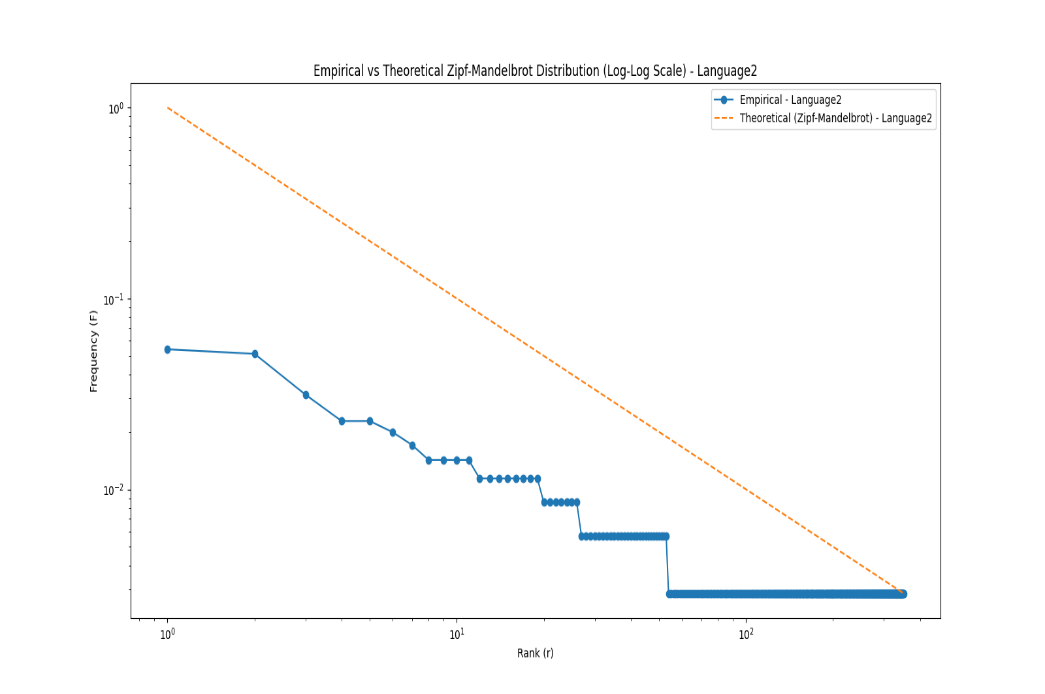 Empirical vs Theoretical Zipf-Mandelbrot Distribution (Log-Log Scale) - Language2
Empirical - Language2
Theoretical (Zipf-Mandelbrot) - Language2
Frequency (F)
10⁰
10⁻¹
10⁻²
10⁰ 10¹ 10²
Rank (r)